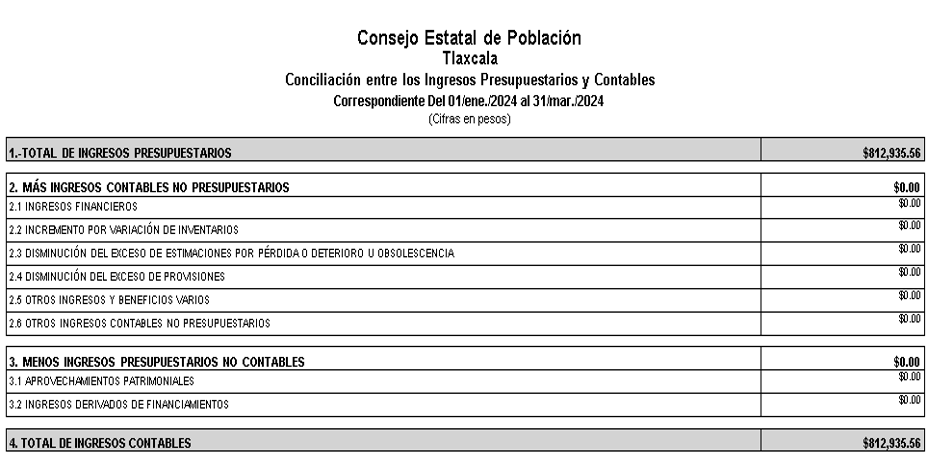 Consejo Estatal de Población
Tlaxcala
Conciliación entre los Ingresos Presupuestarios y Contables
Correspondiente Del 01/ene./2024 al 31/mar./2024
(Cifras en pesos)
1.-TOTAL DE INGRESOS PRESUPUESTARIOS $812,935.56
2. MÁS INGRESOS CONTABLES NO PRESUPUESTARIOS $0.00
2.1 INGRESOS FINANCIEROS $0.00
2.2 INCREMENTO POR VARIACIÓN DE INVENTARIOS $0.00
2.3 DISMINUCIÓN DEL EXCESO DE ESTIMACIONES POR PÉRDIDA O DETERIORO U OBSOLESCENCIA $0.00
2.4 DISMINUCIÓN DEL EXCESO DE PROVISIONES $0.00
2.5 OTROS INGRESOS Y BENEFICIOS VARIOS $0.00
2.6 OTROS INGRESOS CONTABLES NO PRESUPUESTARIOS $0.00
3. MENOS INGRESOS PRESUPUESTARIOS NO CONTABLES $0.00
3.1 APROVECHAMIENTOS PATRIMONIALES $0.00
3.2 INGRESOS DERIVADOS DE FINANCIAMIENTOS $0.00
4. TOTAL DE INGRESOS CONTABLES $812,935.56